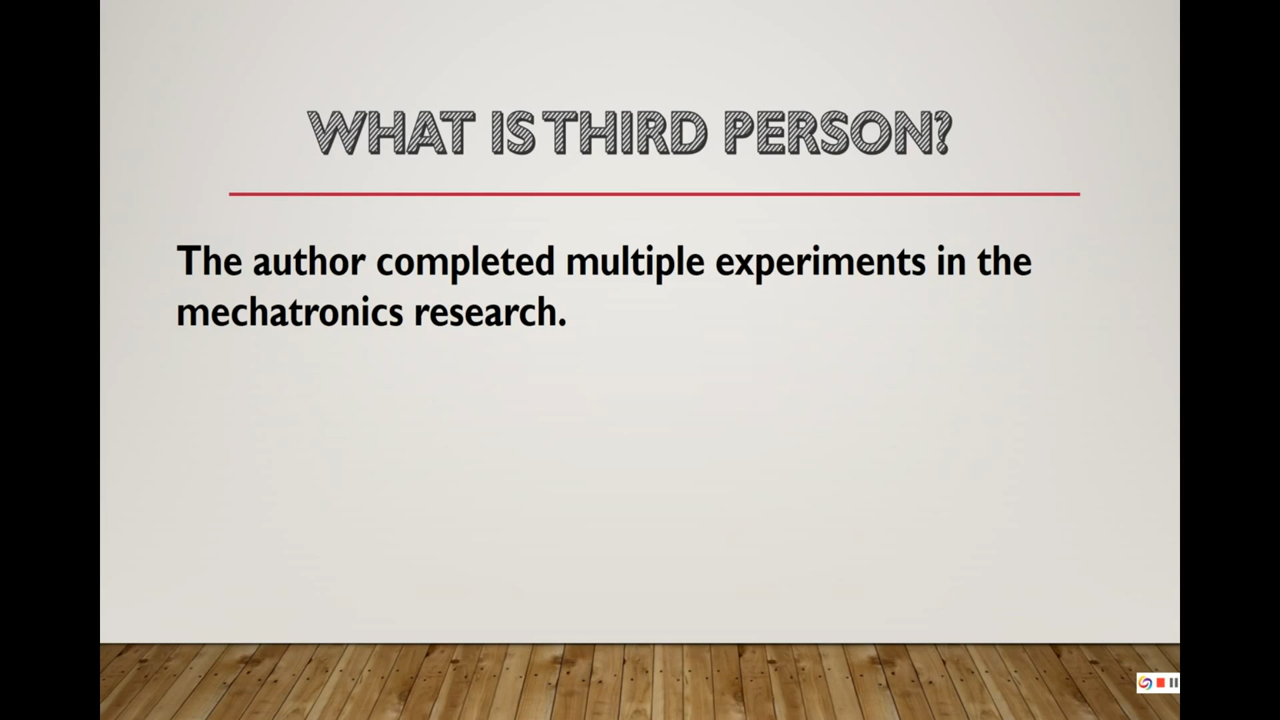 WHAT IS THIRD PERSON?
The author completed multiple experiments in the
mechatronics research.